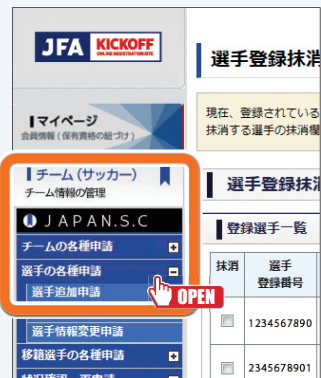 JFA KICKOFF
ONLINE REGISTRATION SITE
マイページ
会員情報(保有資格の紐づけ)
チーム(サッカー)
チーム情報の管理
JAPAN.S.C
チームの各種申請
選手の各種申請
選手追加申請
OPEN
選手情報変更申請
移籍選手の各種申請
選手登録抹消
現在、登録されている
抹消する選手の抹消欄
選手登録抹消
登録選手一覧
抹消
選手
登録番号
1234567890
2345678901